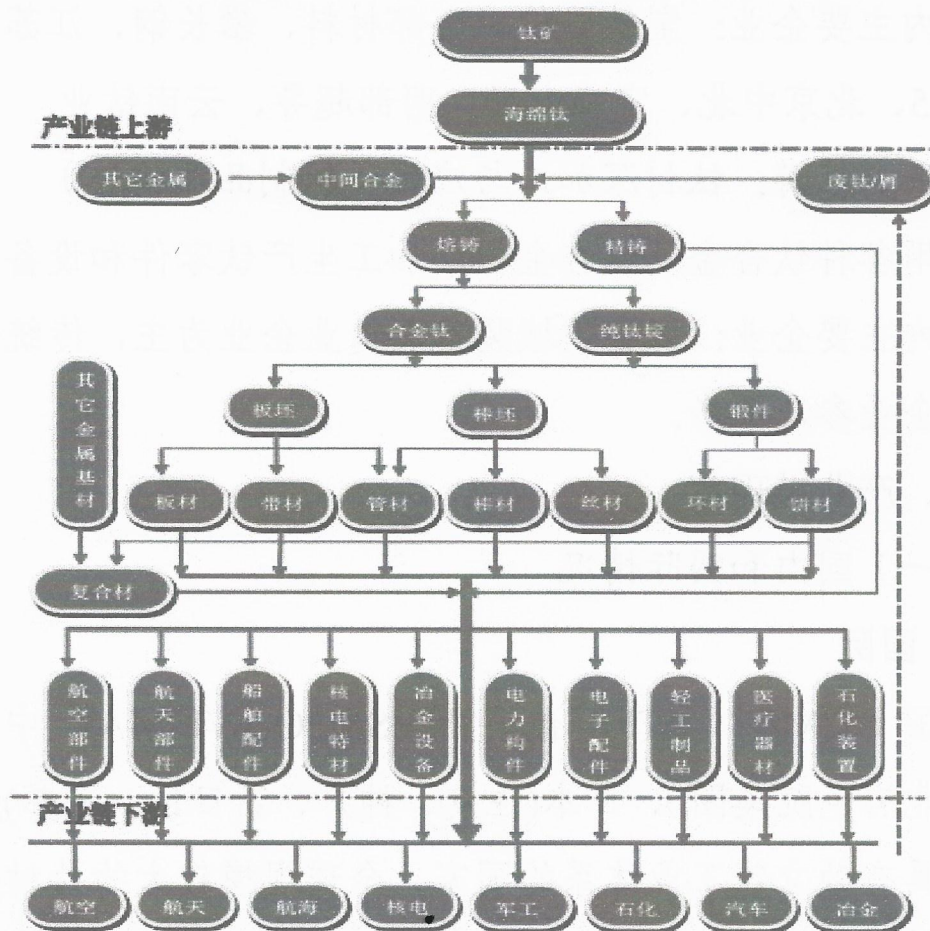 钛矿
海绵钛
产业链上游
其它金属
中间合金
废钛/屑
熔铸
精铸
合金钛
纯钛锭
其它金属基材
板坯
棒坯
锻件
板材
带材
管材
棒材
丝材
环材
饼材
复合材
航空部件
航天部件
船舶配件
核电特材
冶金设备
电力构件
电子配件
轻工制品
医疗器材
石化装置
产业链下游
航空
航天
航海
核电
军工
石化
汽车
冶金